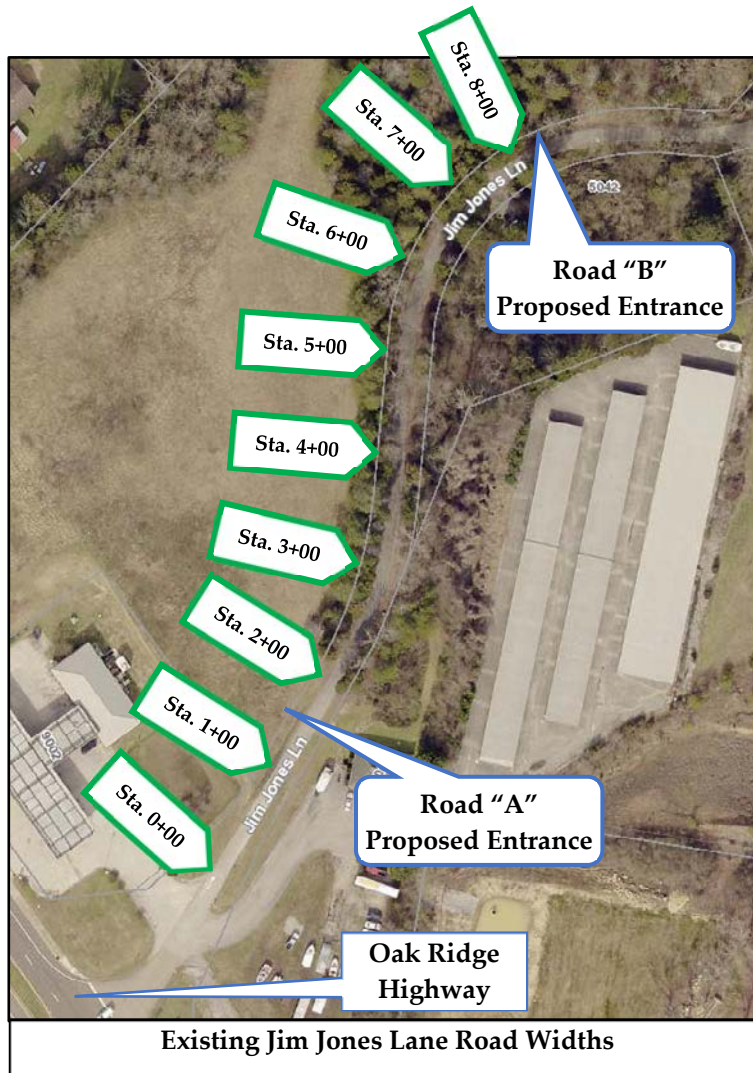 Sta. 8+00
Sta. 7+00
Jim Jones Ln
5042
Sta. 6+00
Road “B”
Proposed Entrance
Sta. 5+00
Sta. 4+00
Sta. 3+00
Sta. 2+00
Sta. 1+00
9002
Jim Jones Ln
Sta. 0+00
Road “A”
Proposed Entrance
Oak Ridge
Highway
Existing Jim Jones Lane Road Widths